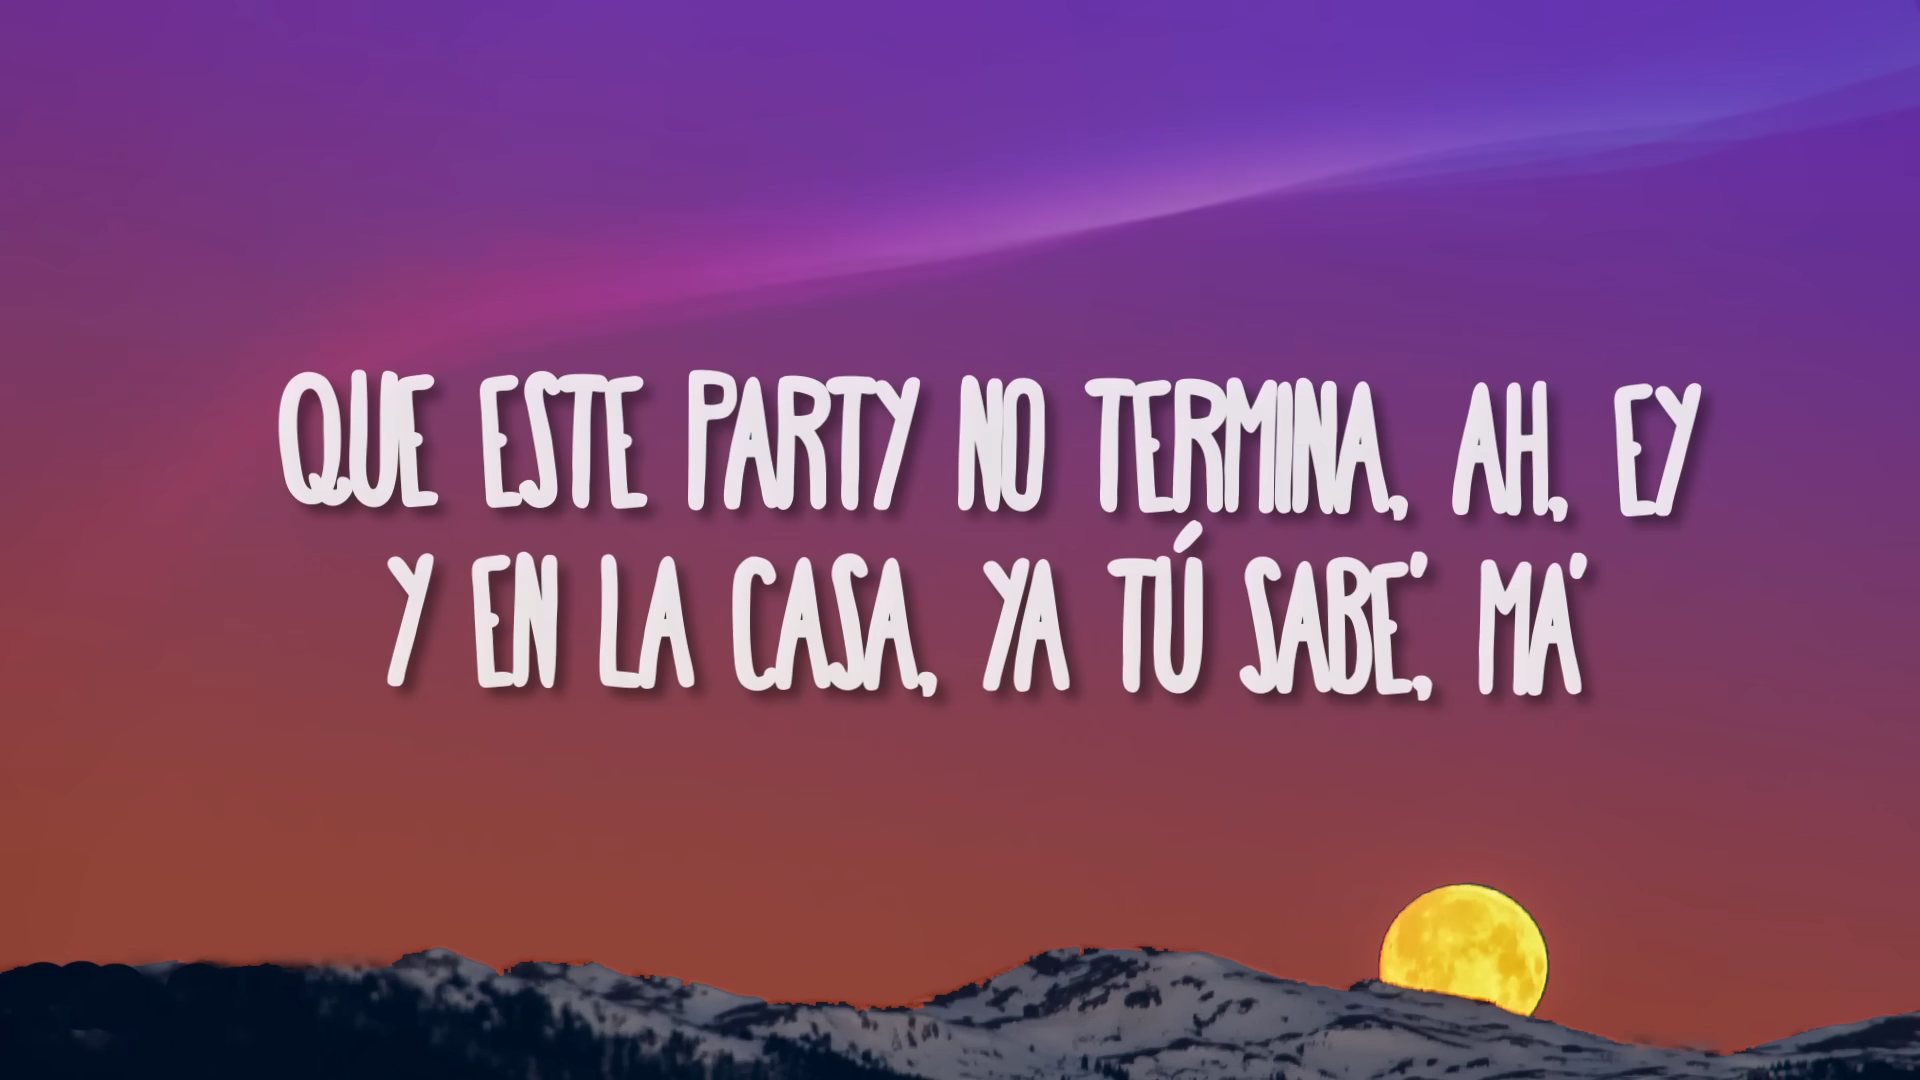 QUE ESTE PARTY NO TERMINA, AH, EY
Y EN LA CASA, YA TÚ SABE', MA'